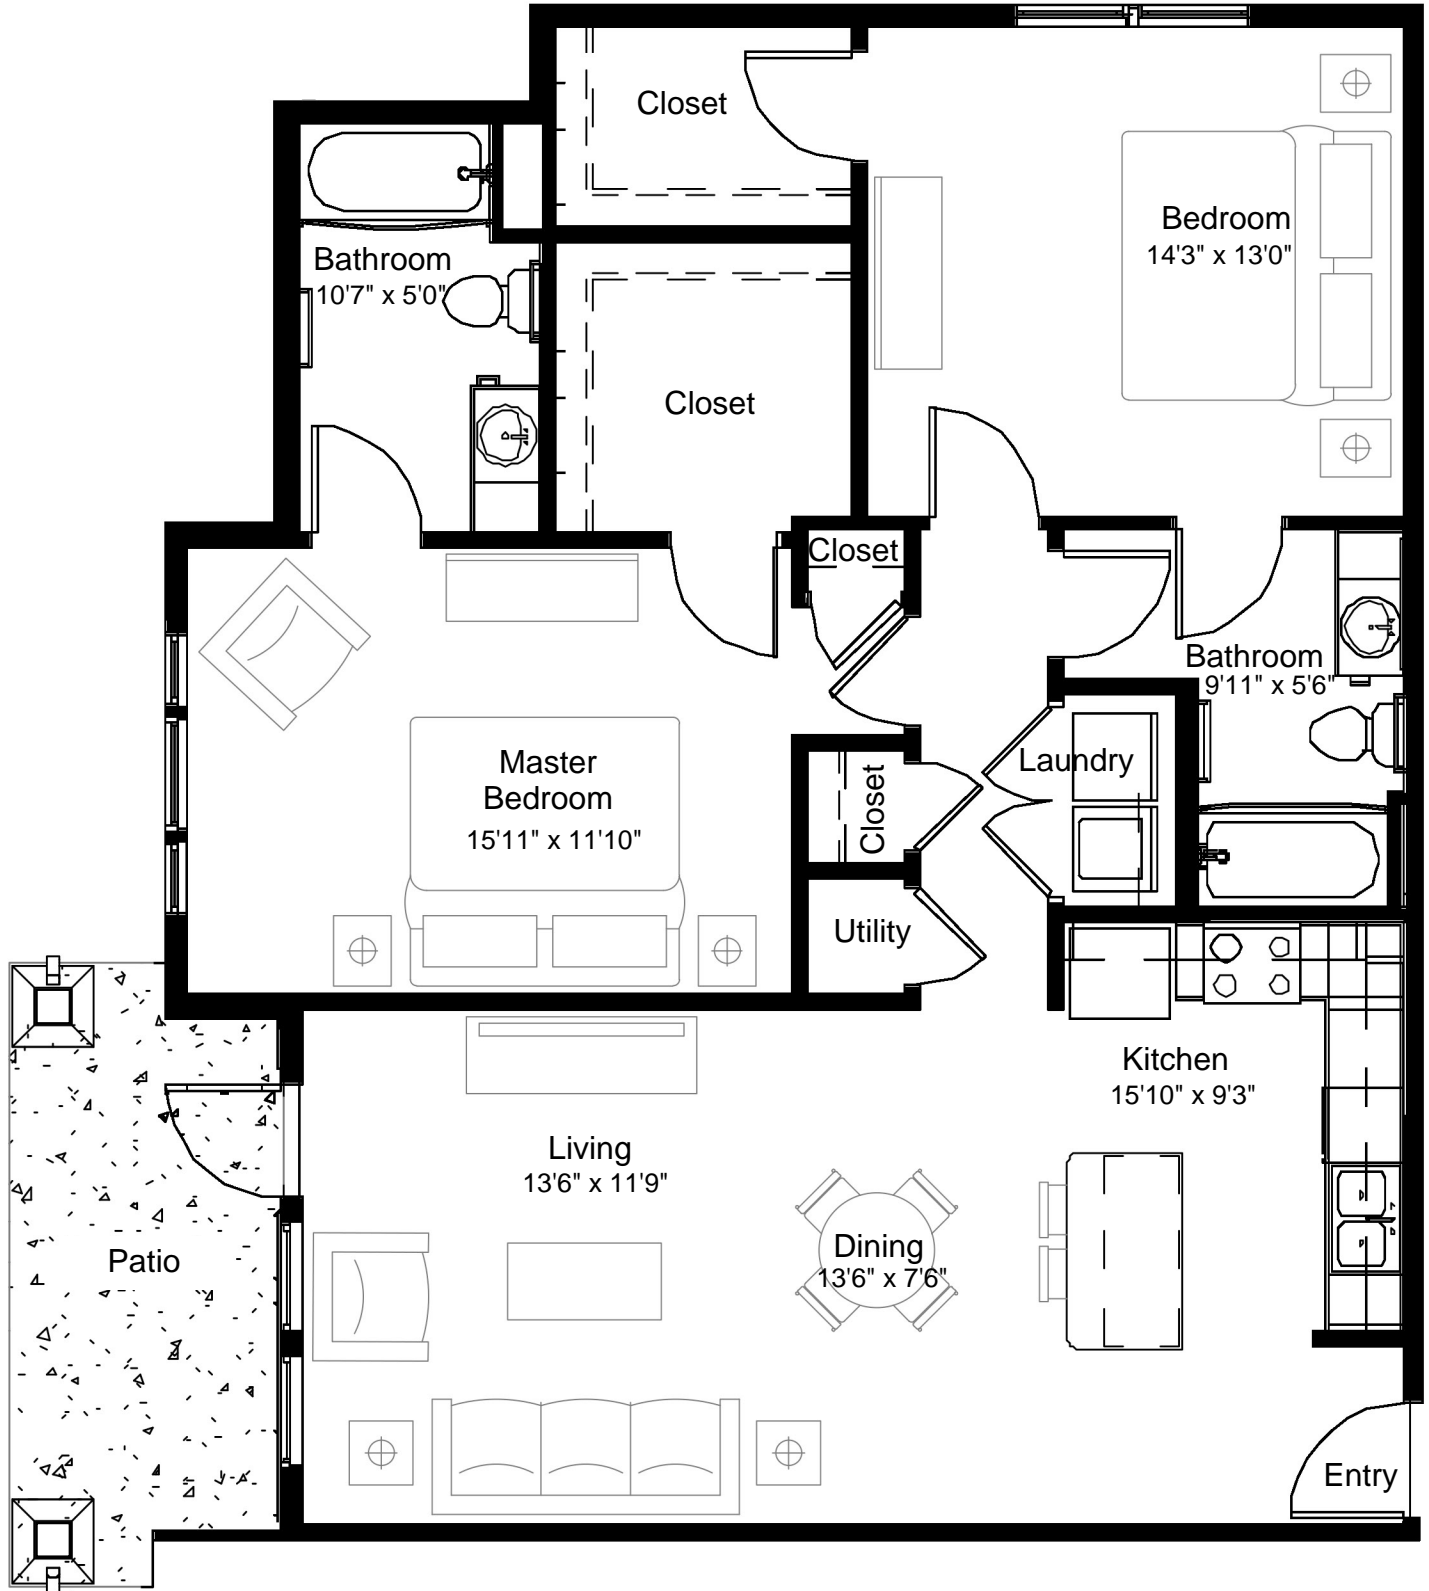 Closet
Bedroom
14'3" x 13'0"
Bathroom
10'7" x 5'0"
Closet
Closet
Bathroom
9'11" x 5'6"
Master
Bedroom
15'11" x 11'10"
Closet
Laundry
Utility
Kitchen
15'10" x 9'3"
Living
13'6" x 11'9"
Dining
13'6" x 7'6"
Patio
Entry